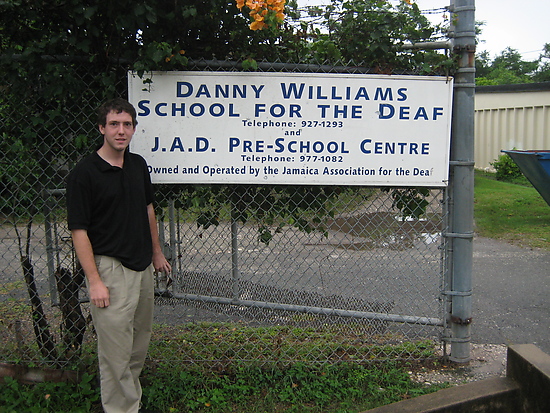 DANNY WILLIAMS
SCHOOL FOR THE DEAF
Telephone: 927-1293
and
J.A.D. PRE-SCHOOL CENTRE
Telephone: 977-1082
Owned and Operated by the Jamaica Association for the Deaf